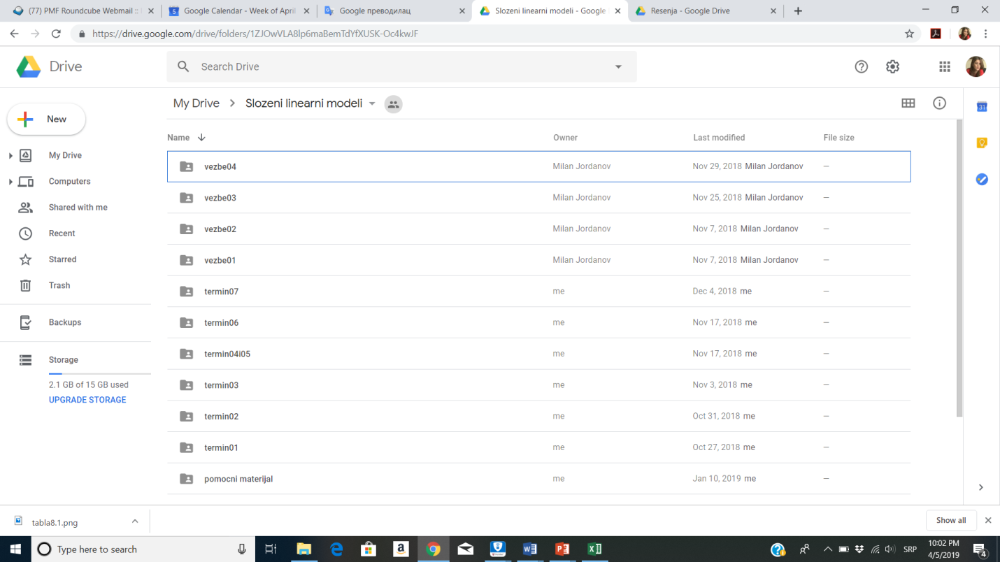 (77) PMF Roundcube Webmail ::
Google Calendar - Week of April
Google преводилац
Slozeni linearni modeli - Google
Resenja - Google Drive
https://drive.google.com/drive/folders/1ZJOwVLA8lp6maBemTdYfXUSK-Oc4kwJF
Drive
Search Drive
New
My Drive
Computers
Shared with me
Recent
Starred
Trash
Backups
Storage
2.1 GB of 15 GB used
UPGRADE STORAGE
My Drive > Slozeni linearni modeli
Name Owner Last modified File size
vezbe04 Milan Jordanov Nov 29, 2018 Milan Jordanov –
vezbe03 Milan Jordanov Nov 25, 2018 Milan Jordanov –
vezbe02 Milan Jordanov Nov 7, 2018 Milan Jordanov –
vezbe01 Milan Jordanov Nov 7, 2018 Milan Jordanov –
termin07 me Dec 4, 2018 me –
termin06 me Nov 17, 2018 me –
termin04i05 me Nov 17, 2018 me –
termin03 me Nov 3, 2018 me –
termin02 me Oct 31, 2018 me –
termin01 me Oct 27, 2018 me –
pomocni materijal me Jan 10, 2019 me –
31
tabla8.1.png
Show all
Type here to search
SRP
10:02 PM
4/5/2019
4